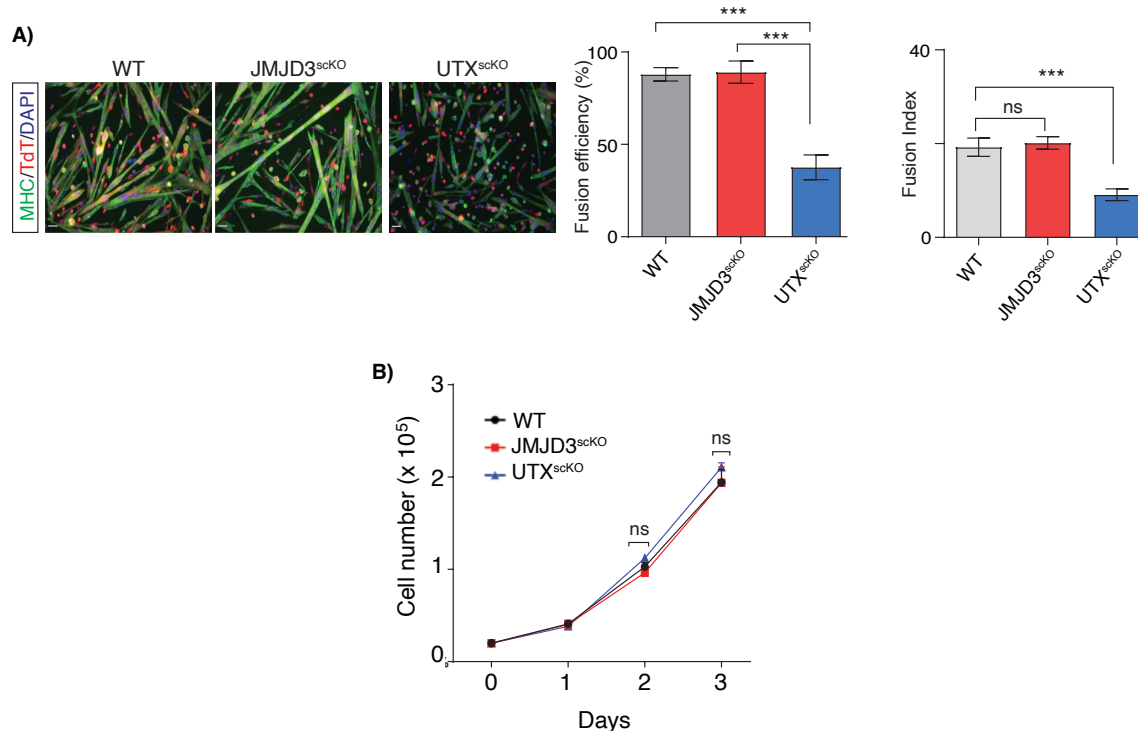 A)
WT
JMJD3scKO
UTXscKO
MHC/TdT/DAPI
***
***
100
50
0
Fusion efficiency (%)
WT
JMJD3scKO
UTXscKO
***
ns
40
20
0
Fusion Index
WT
JMJD3scKO
UTXscKO
B)
3
2
1
0
Cell number (x 10⁵)
WT
JMJD3scKO
UTXscKO
ns
ns
0 1 2 3
Days